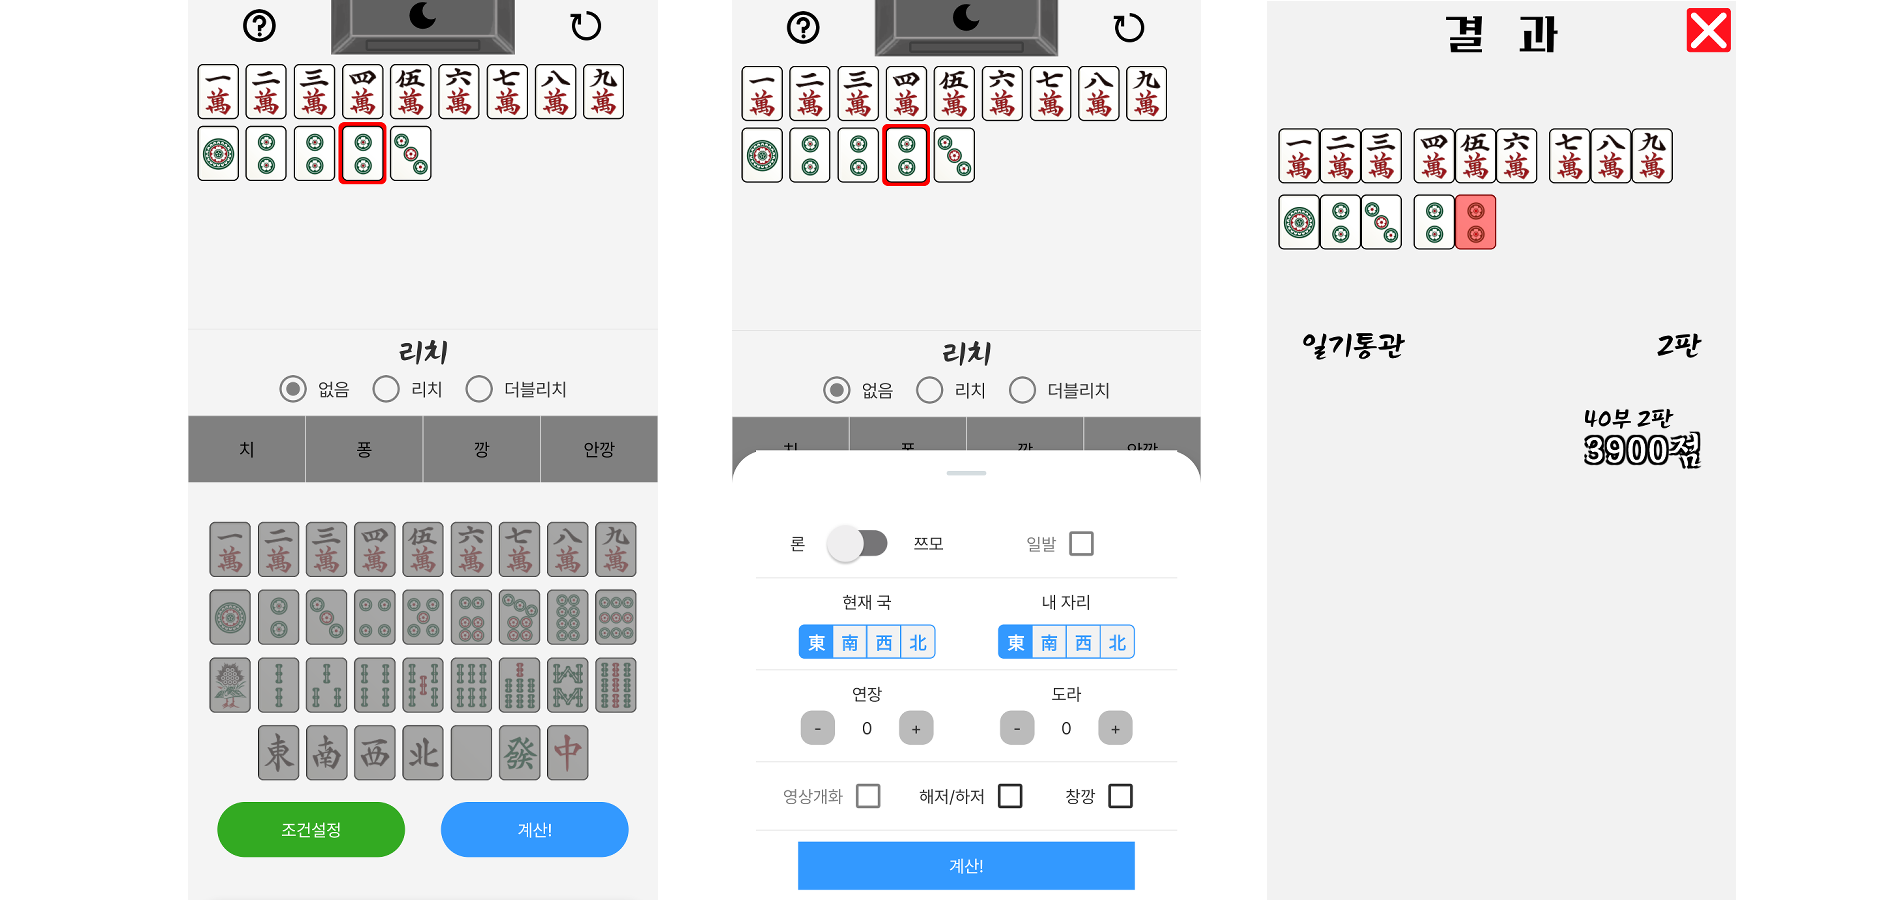 ?
一萬 二萬 三萬 四萬 伍萬 六萬 七萬 八萬 九萬
리치
없음 리치 더블리치
치 퐁 깡 안깡
一萬 二萬 三萬 四萬 伍萬 六萬 七萬 八萬 九萬
東 南 西 北 發 中
조건설정 계산!
?
一萬 二萬 三萬 四萬 伍萬 六萬 七萬 八萬 九萬
리치
없음 리치 더블리치
치 퐁 깡 안깡
론 쯔모 일발
현재 국 내 자리
東 南 西 北 東 南 西 北
연장 도라
- 0 + - 0 +
영상개화 해저/하저 창깡
계산!
결 과
一萬 二萬 三萬 四萬 伍萬 六萬 七萬 八萬 九萬
일기통관 2판
40부 2판
3900점